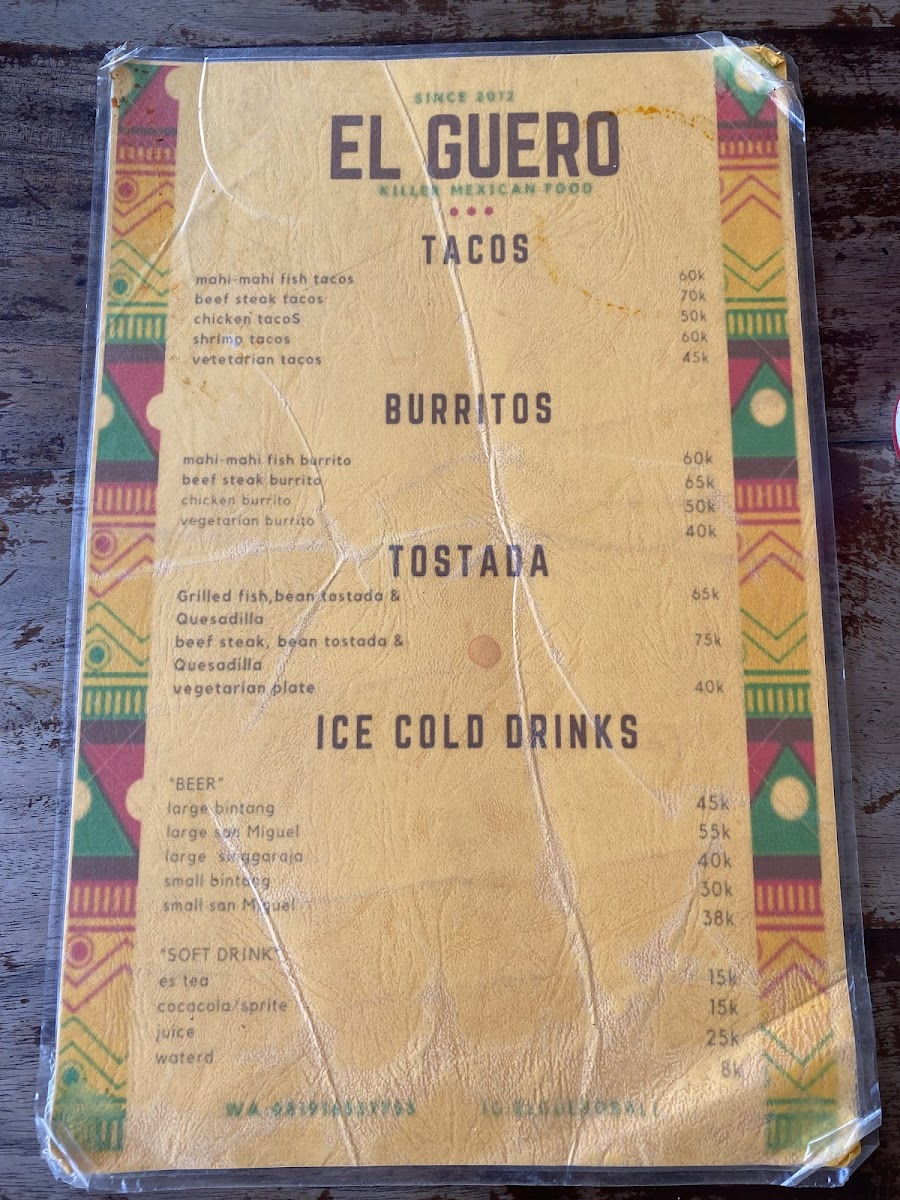 SINCE 2012
EL GUERO
KILLER MEXICAN FOOD
TACOS
mahi-mahi fish tacos 60k
beef steak tacos 70k
chicken tacoS 50k
shrimp tacos 60k
vetetarian tacos 45k
BURRITOS
mahi-mahi fish burrito 60k
beef steak burrito 65k
chicken burrito 50k
vegetarian burrito 40k
TOSTADA
Grilled fish,bean tostada & 65k
Quesadilla
beef steak, bean tostada & 75k
Quesadilla
vegetarian plate 40k
ICE COLD DRINKS
"BEER"
large bintang 45k
large san Miguel 55k
large singgaraja 40k
small bintang 30k
small san Miguel 38k
"SOFT DRINK"
es tea 15k
cocacola/sprite 15k
juice 25k
waterd 8k
WA